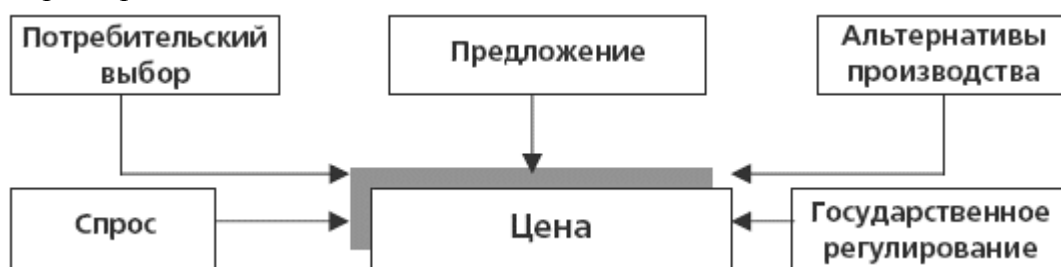 Потребительский
выбор
Предложение
Альтернативы
производства
Спрос
Цена
Государственное
регулирование